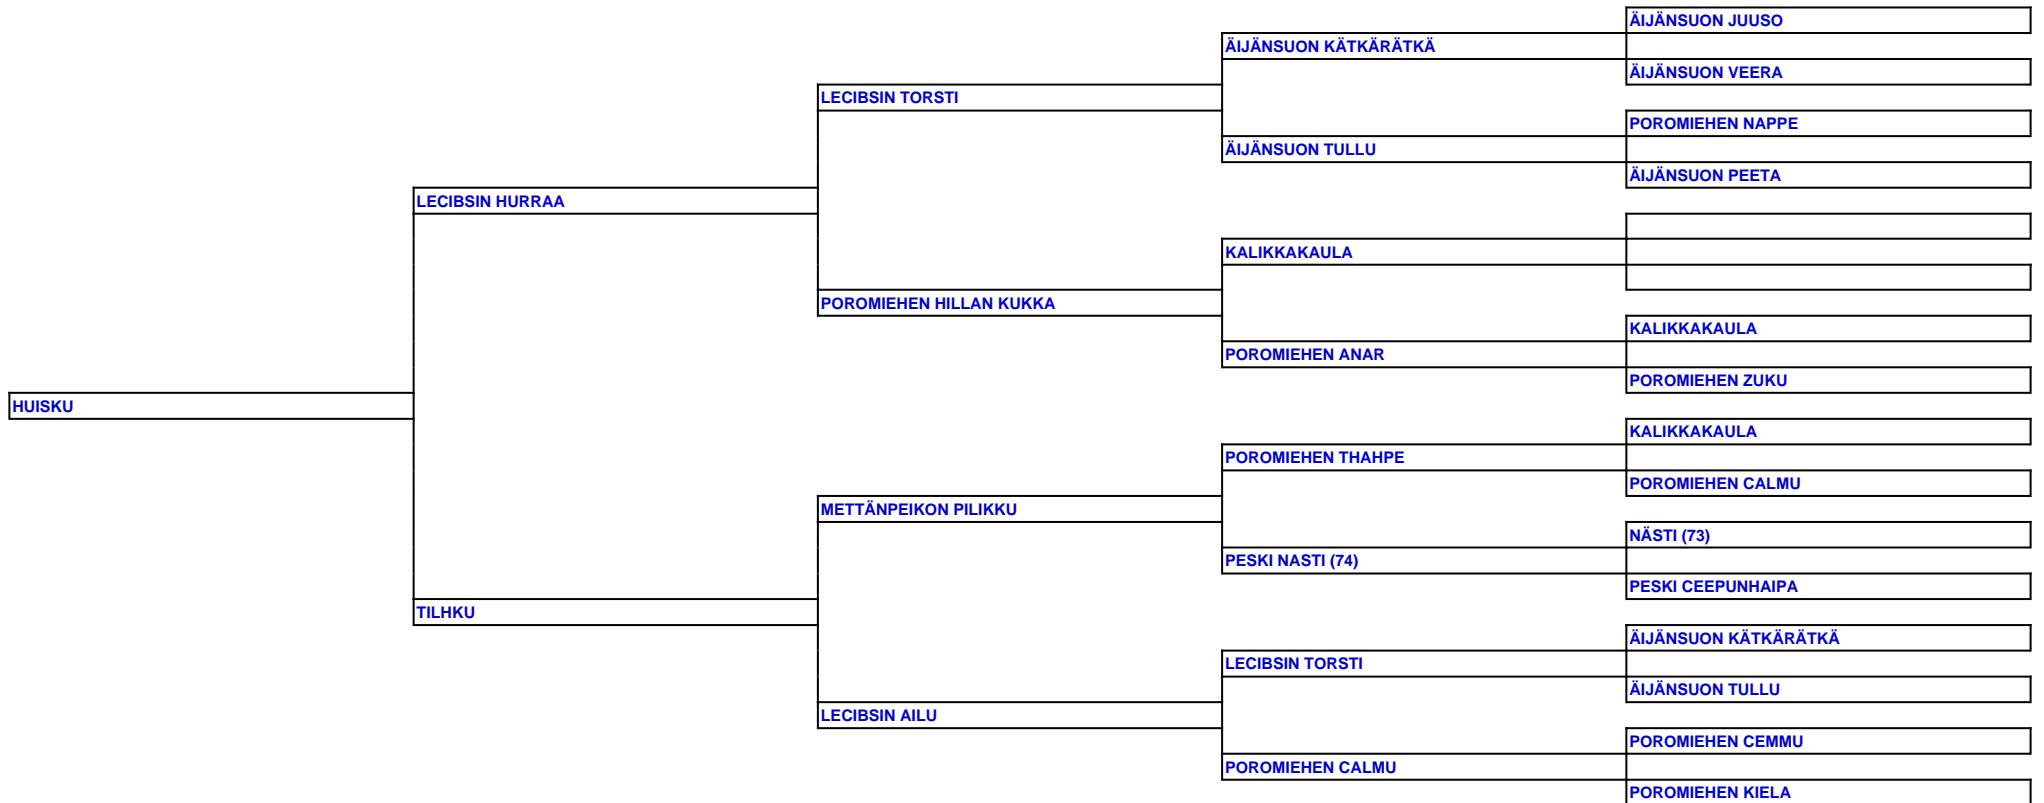 ÄIJÄNSUON JUUSO
ÄIJÄNSUON KÄTKÄRÄTKÄ
ÄIJÄNSUON VEERA
LECIBSIN TORSTI
POROMIEHEN NAPPE
ÄIJÄNSUON TULLU
ÄIJÄNSUON PEETA
LECIBSIN HURRAA
KALIKKAKAULA
POROMIEHEN HILLAN KUKKA
KALIKKAKAULA
POROMIEHEN ANAR
POROMIEHEN ZUKU
HUISKU
KALIKKAKAULA
POROMIEHEN THAHPE
POROMIEHEN CALMU
METTÄNPEIKON PILIKKU
NÄSTI (73)
PESKI NASTI (74)
PESKI CEEPUNHAIPA
TILHKU
ÄIJÄNSUON KÄTKÄRÄTKÄ
LECIBSIN TORSTI
ÄIJÄNSUON TULLU
LECIBSIN AILU
POROMIEHEN CEMMU
POROMIEHEN CALMU
POROMIEHEN KIELA